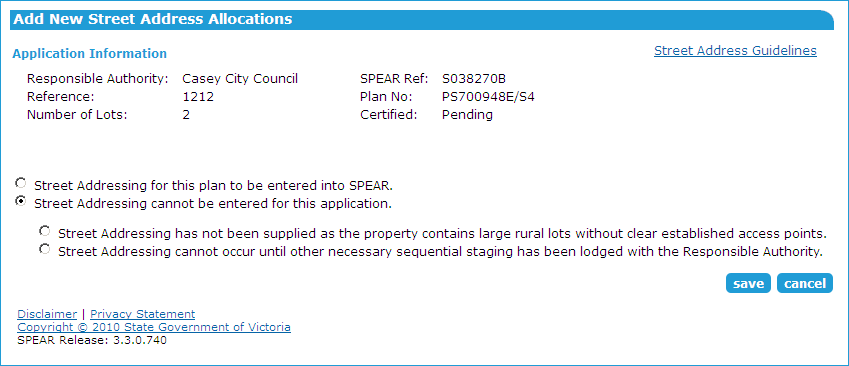 Add New Street Address Allocations
Application Information
Street Address Guidelines
Responsible Authority: Casey City Council SPEAR Ref: S038270B
Reference: 1212 Plan No: PS700948E/S4
Number of Lots: 2 Certified: Pending
Street Addressing for this plan to be entered into SPEAR.
Street Addressing cannot be entered for this application.
Street Addressing has not been supplied as the property contains large rural lots without clear established access points.
Street Addressing cannot occur until other necessary sequential staging has been lodged with the Responsible Authority.
save cancel
Disclaimer | Privacy Statement
Copyright © 2010 State Government of Victoria
SPEAR Release: 3.3.0.740